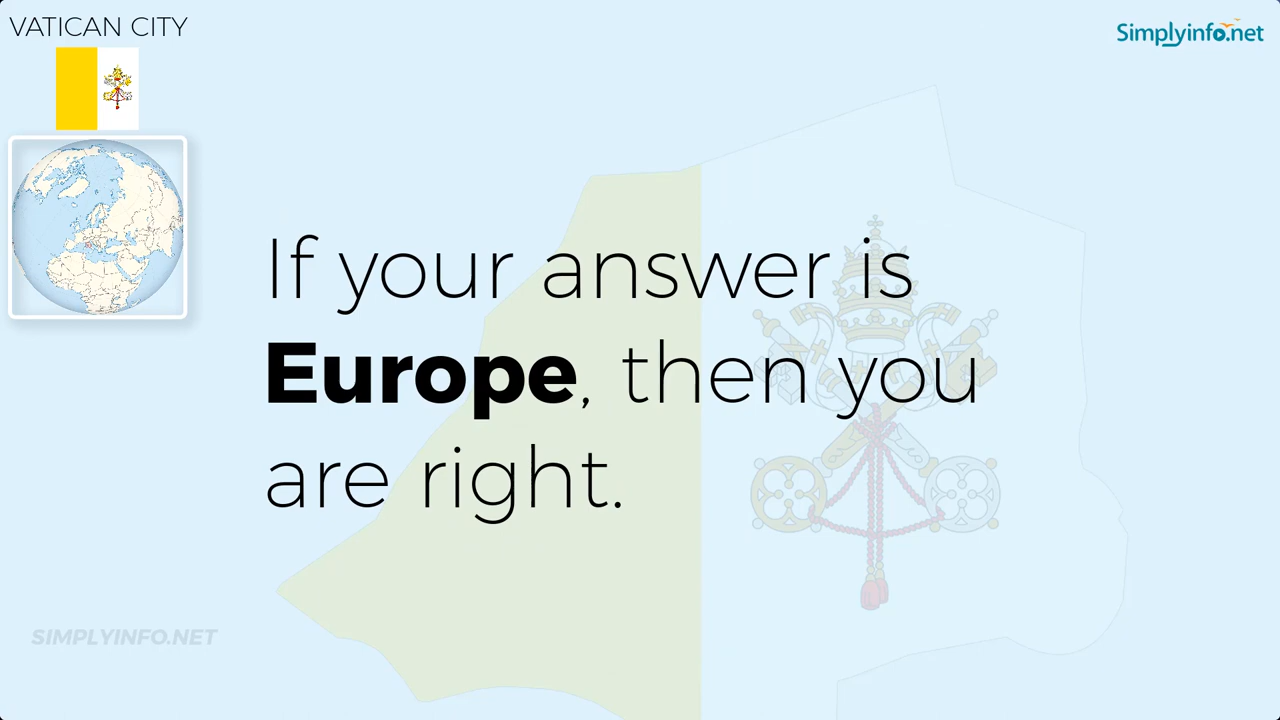 VATICAN CITY
Simplyinfo.net
If your answer is
Europe, then you
are right.
SIMPLYINFO.NET